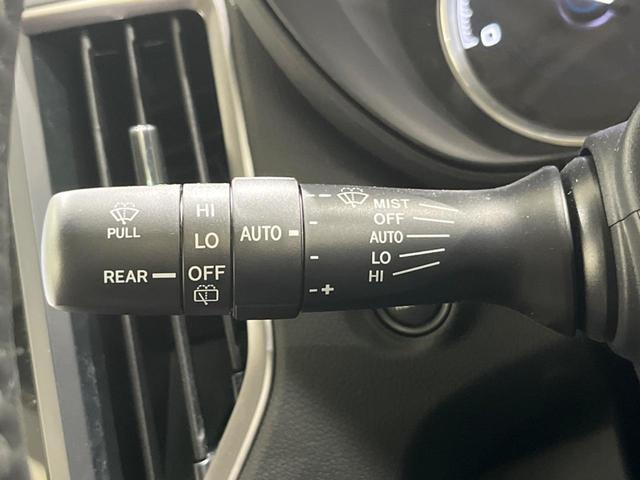 PULL
REAR
HI
LO
OFF
AUTO
- +
MIST
OFF
AUTO
LO
HI